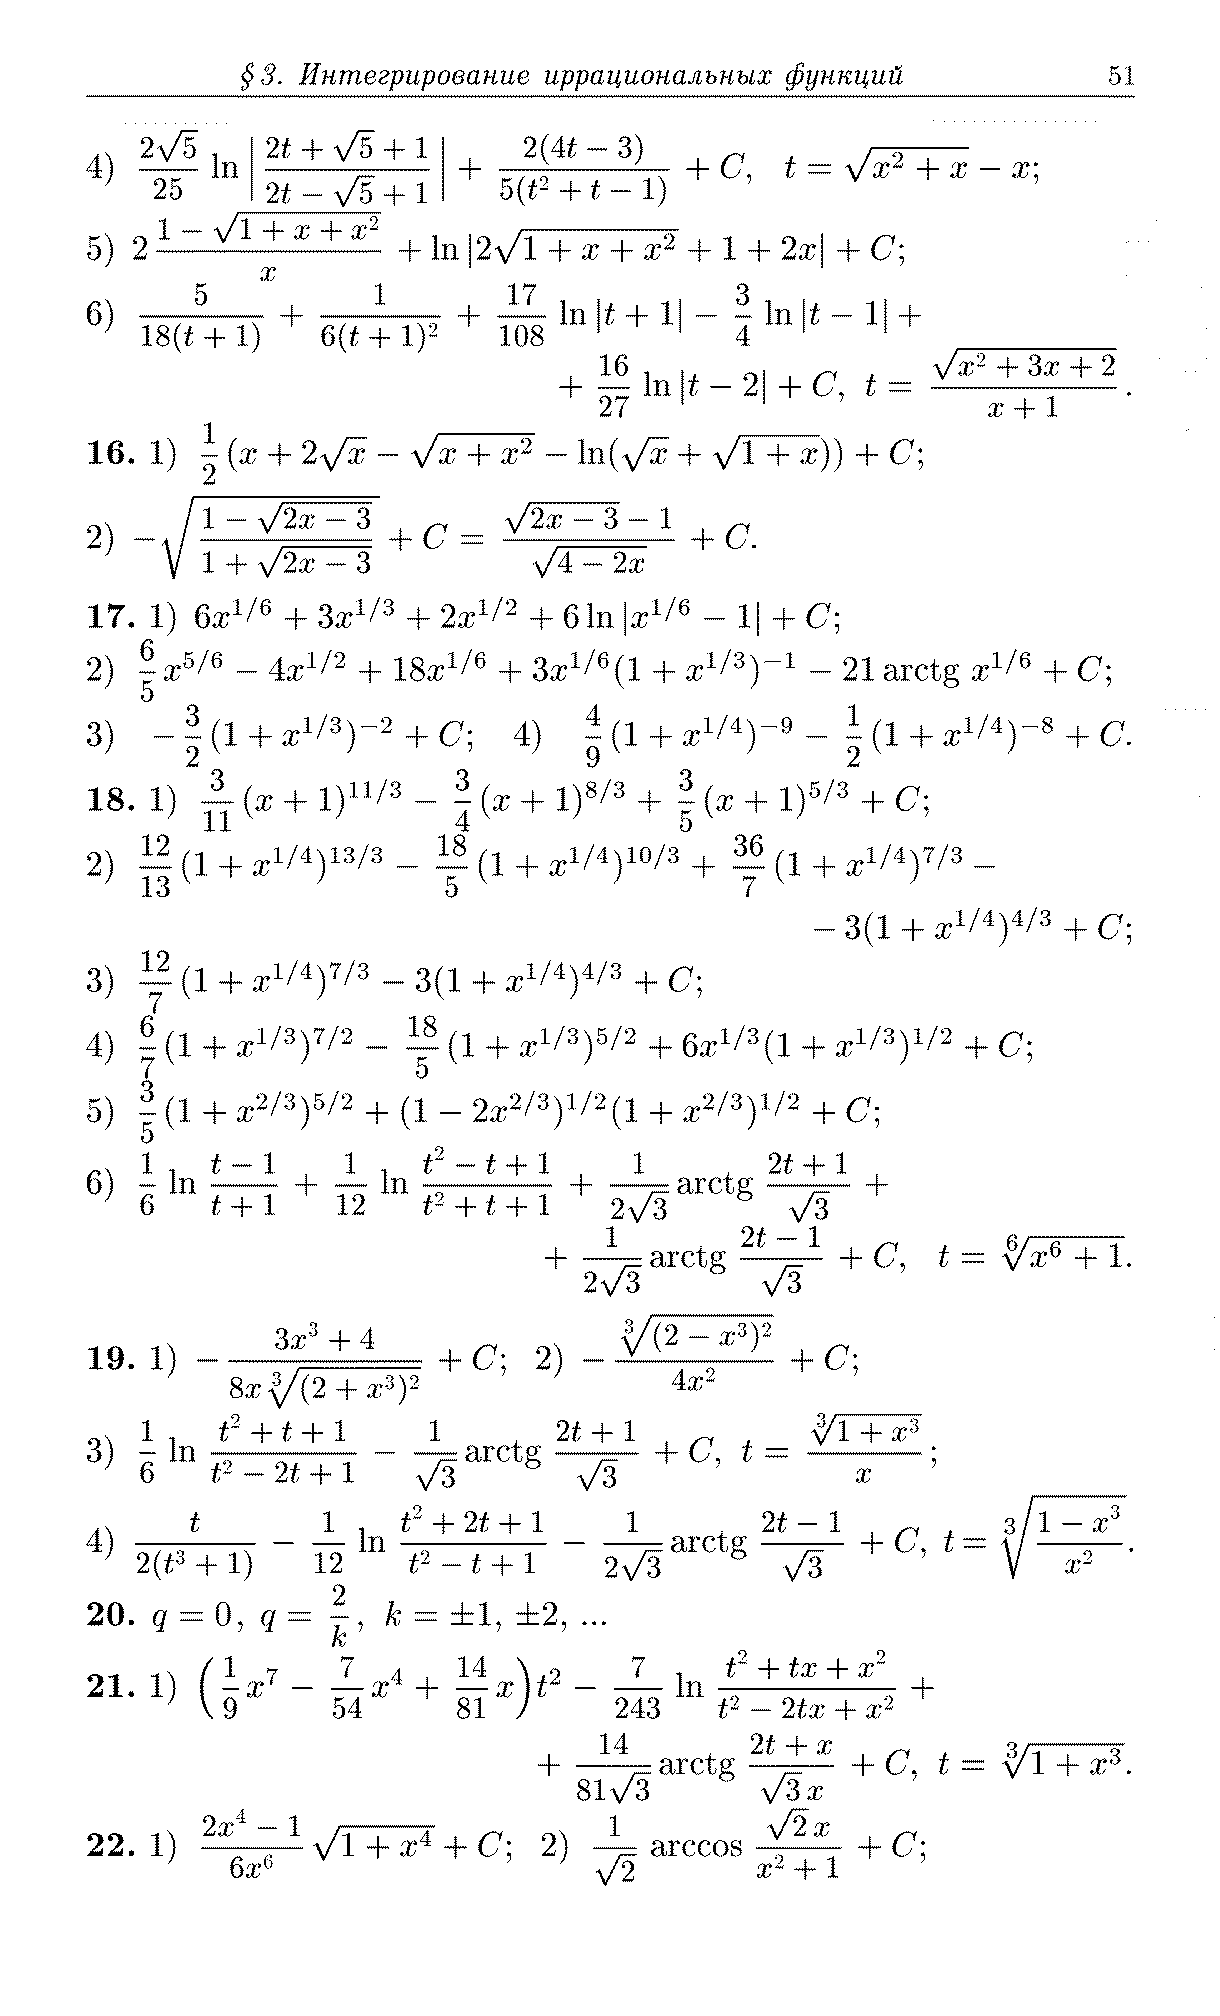 § 3. Интегрирование иррациональных функций 51
4) \frac{2\sqrt{5}}{25} \ln \left| \frac{2t + \sqrt{5} + 1}{2t - \sqrt{5} + 1} \right| + \frac{2(4t - 3)}{5(t^2 + t - 1)} + C, t = \sqrt{x^2 + x} - x;
5) 2\frac{1 - \sqrt{1 + x + x^2}}{x} + \ln |2\sqrt{1 + x + x^2} + 1 + 2x| + C;
6) \frac{5}{18(t + 1)} + \frac{1}{6(t + 1)^2} + \frac{17}{108} \ln |t + 1| - \frac{3}{4} \ln |t - 1| +
+ \frac{16}{27} \ln |t - 2| + C, t = \frac{\sqrt{x^2 + 3x + 2}}{x + 1}.
16. 1) \frac{1}{2}(x + 2\sqrt{x} - \sqrt{x + x^2} - \ln(\sqrt{x} + \sqrt{1 + x})) + C;
2) -\sqrt{\frac{1 - \sqrt{2x - 3}}{1 + \sqrt{2x - 3}}} + C = \frac{\sqrt{2x - 3} - 1}{\sqrt{4 - 2x}} + C.
17. 1) 6x^{1/6} + 3x^{1/3} + 2x^{1/2} + 6 \ln |x^{1/6} - 1| + C;
2) \frac{6}{5}x^{5/6} - 4x^{1/2} + 18x^{1/6} + 3x^{1/6}(1 + x^{1/3})^{-1} - 21 arctg x^{1/6} + C;
3) -\frac{3}{2}(1 + x^{1/3})^{-2} + C; 4) \frac{4}{9}(1 + x^{1/4})^{-9} - \frac{1}{2}(1 + x^{1/4})^{-8} + C.
18. 1) \frac{3}{11}(x + 1)^{11/3} - \frac{3}{4}(x + 1)^{8/3} + \frac{3}{5}(x + 1)^{5/3} + C;
2) \frac{12}{13}(1 + x^{1/4})^{13/3} - \frac{18}{5}(1 + x^{1/4})^{10/3} + \frac{36}{7}(1 + x^{1/4})^{7/3} -
- 3(1 + x^{1/4})^{4/3} + C;
3) \frac{12}{7}(1 + x^{1/4})^{7/3} - 3(1 + x^{1/4})^{4/3} + C;
4) \frac{6}{7}(1 + x^{1/3})^{7/2} - \frac{18}{5}(1 + x^{1/3})^{5/2} + 6x^{1/3}(1 + x^{1/3})^{1/2} + C;
5) \frac{3}{5}(1 + x^{2/3})^{5/2} + (1 - 2x^{2/3})^{1/2}(1 + x^{2/3})^{1/2} + C;
6) \frac{1}{6} \ln \frac{t - 1}{t + 1} + \frac{1}{12} \ln \frac{t^2 - t + 1}{t^2 + t + 1} + \frac{1}{2\sqrt{3}} arctg \frac{2t + 1}{\sqrt{3}} +
+ \frac{1}{2\sqrt{3}} arctg \frac{2t - 1}{\sqrt{3}} + C, t = \sqrt[6]{x^6 + 1}.
19. 1) -\frac{3x^3 + 4}{8x\sqrt[3]{(2 + x^3)^2}} + C; 2) -\frac{\sqrt[3]{(2 - x^3)^2}}{4x^2} + C;
3) \frac{1}{6} \ln \frac{t^2 + t + 1}{t^2 - 2t + 1} - \frac{1}{\sqrt{3}} arctg \frac{2t + 1}{\sqrt{3}} + C, t = \frac{\sqrt[3]{1 + x^3}}{x};
4) \frac{t}{2(t^3 + 1)} - \frac{1}{12} \ln \frac{t^2 + 2t + 1}{t^2 - t + 1} - \frac{1}{2\sqrt{3}} arctg \frac{2t - 1}{\sqrt{3}} + C, t = \sqrt[3]{\frac{1 - x^3}{x^2}}.
20. q = 0, q = \frac{2}{k}, k = ±1, ±2, ...
21. 1) \left(\frac{1}{9}x^7 - \frac{7}{54}x^4 + \frac{14}{81}x\right)t^2 - \frac{7}{243} \ln \frac{t^2 + tx + x^2}{t^2 - 2tx + x^2} +
+ \frac{14}{81\sqrt{3}} arctg \frac{2t + x}{\sqrt{3}x} + C, t = \sqrt[3]{1 + x^3}.
22. 1) \frac{2x^4 - 1}{6x^6}\sqrt{1 + x^4} + C; 2) \frac{1}{\sqrt{2}} arccos \frac{\sqrt{2}x}{x^2 + 1} + C;